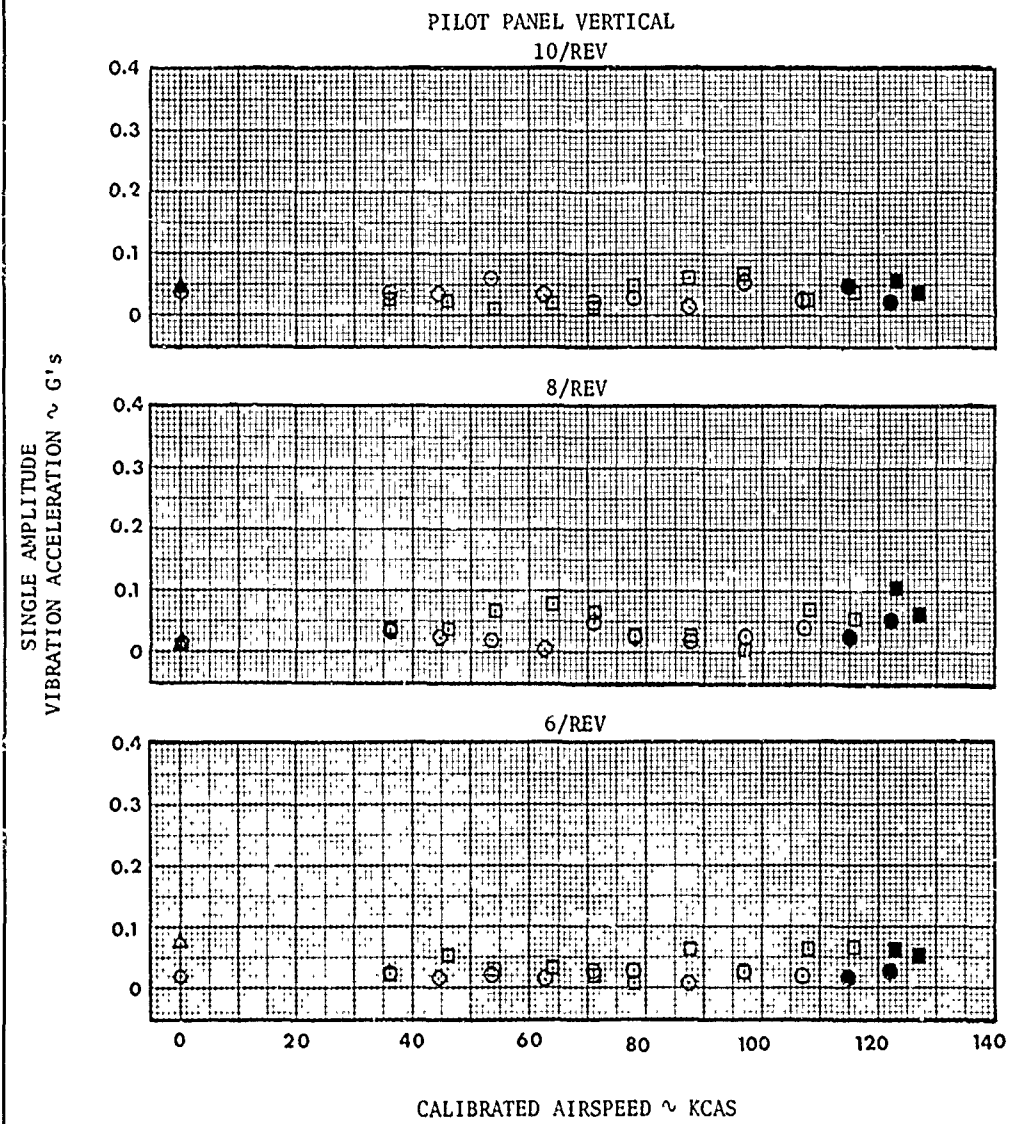 PILOT PANEL VERTICAL
10/REV
0.4
0.3
0.2
0.1
0
8/REV
0.4
0.3
0.2
0.1
0
SINGLE AMPLITUDE
VIBRATION ACCELERATION ~ G's
6/REV
0.4
0.3
0.2
0.1
0
0 20 40 60 80 100 120 140
CALIBRATED AIRSPEED ~ KCAS